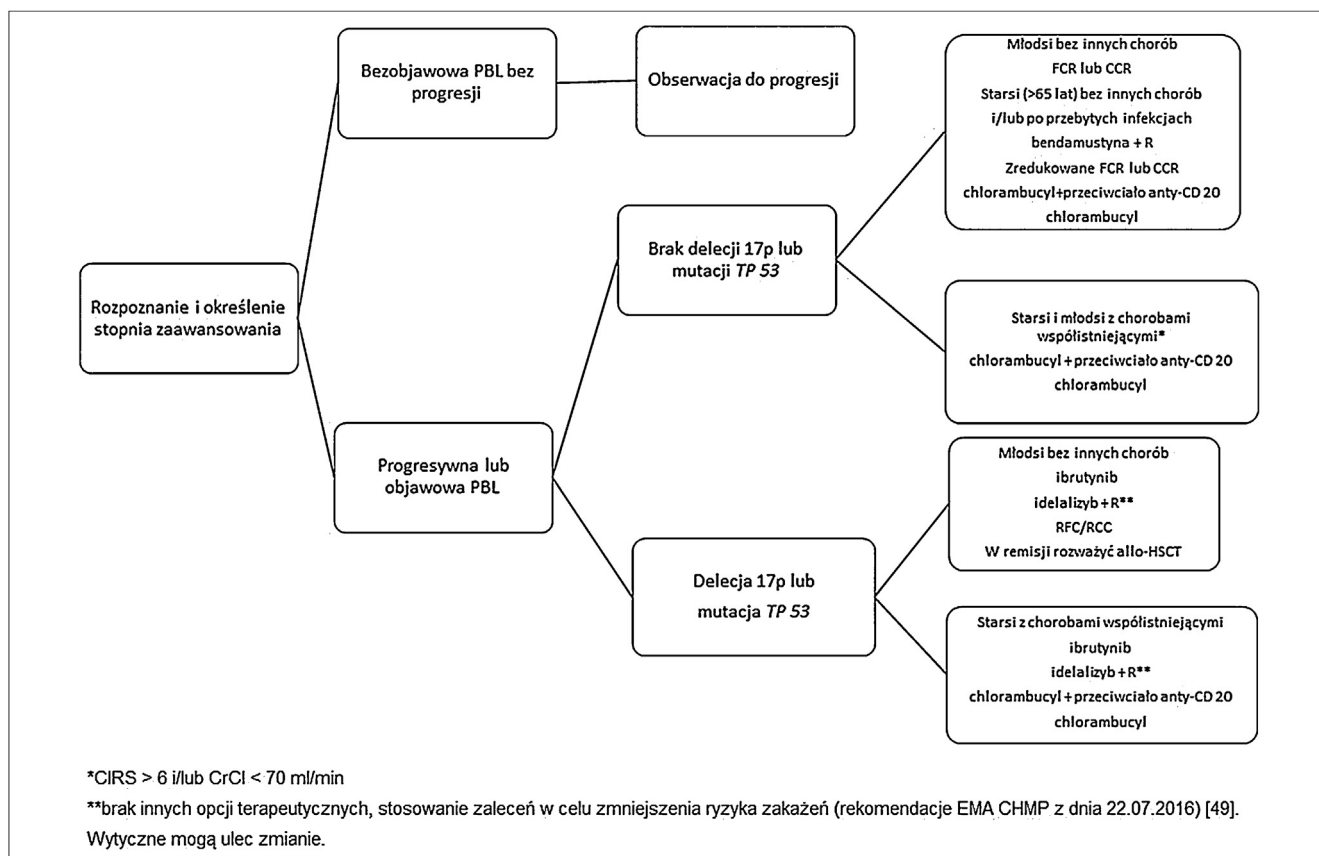 Rozpoznanie i określenie
stopnia zaawansowania
Bezobjawowa PBL bez
progresji
Obserwacja do progresji
Progresywna lub
objawowa PBL
Brak delecji 17p lub
mutacji TP 53
Młodsi bez innych chorób
FCR lub CCR
Starsi (>65 lat) bez innych chorób
i/lub po przebytych infekcjach
bendamustyna + R
Zredukowane FCR lub CCR
chlorambucyl+przeciwciało anty-CD 20
chlorambucyl
Starsi i młodsi z chorobami
współistniejącymi*
chlorambucyl +przeciwciało anty-CD 20
chlorambucyl
Delecja 17p lub
mutacja TP 53
Młodsi bez innych chorób
ibrutynib
idelalizyb +R**
RFC/RCC
W remisji rozważyć allo-HSCT
Starsi z chorobami współistniejącymi
ibrutynib
idelalizyb +R**
chlorambucyl +przeciwciało anty-CD 20
chlorambucyl
*CIRS > 6 i/lub CrCl < 70 ml/min
**brak innych opcji terapeutycznych, stosowanie zaleceń w celu zmniejszenia ryzyka zakażeń (rekomendacje EMA CHMP z dnia 22.07.2016) [49].
Wytyczne mogą ulec zmianie.